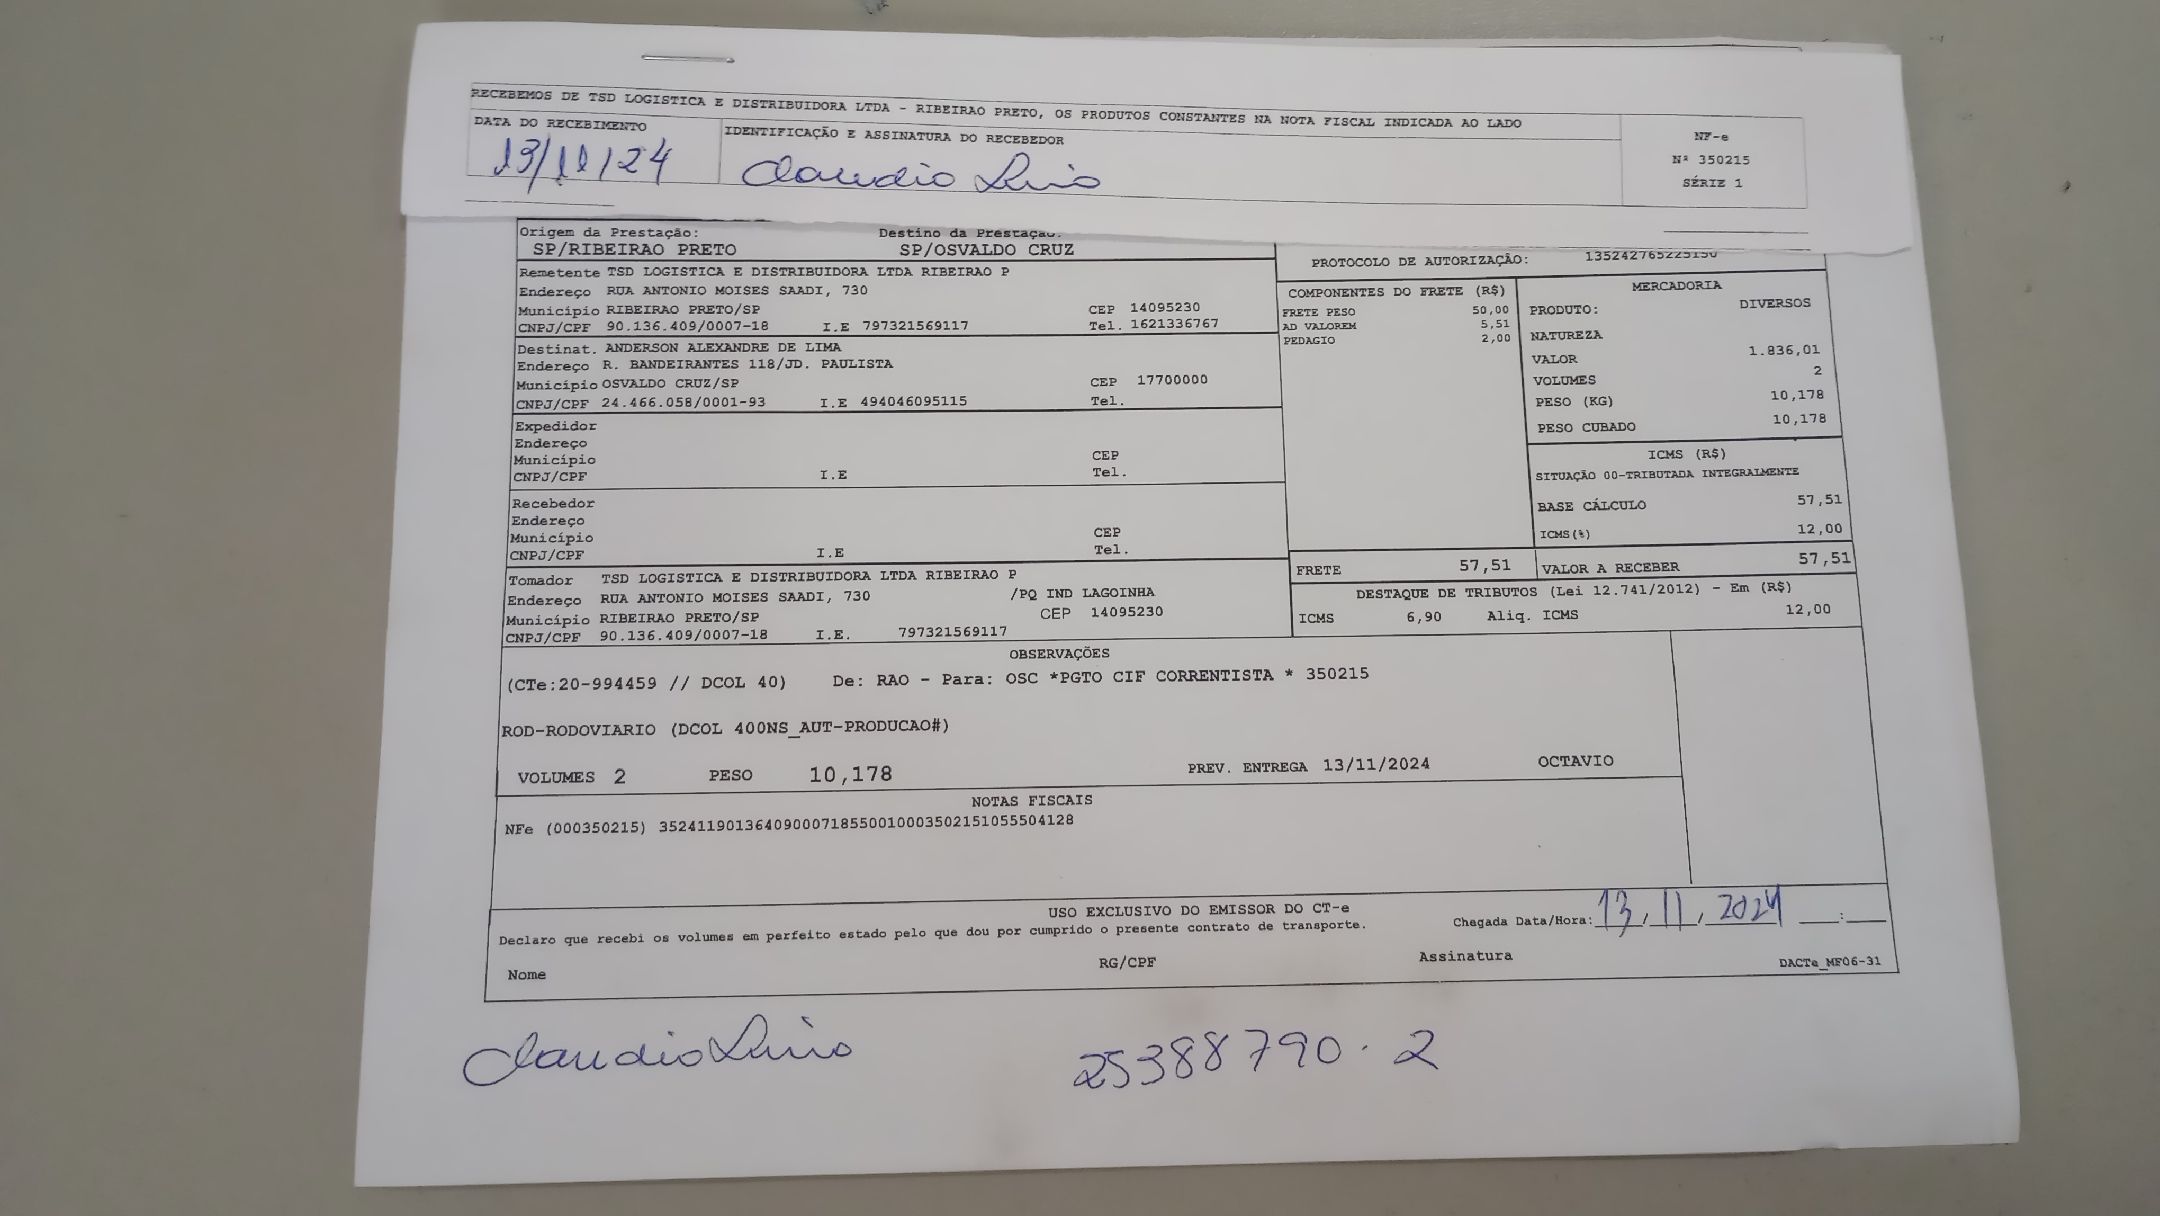 RECEBEMOS DE TSD LOGISTICA E DISTRIBUIDORA LTDA - RIBEIRAO PRETO, OS PRODUTOS CONSTANTES NA NOTA FISCAL INDICADA AO LADO
DATA DO RECEBIMENTO
13/11/24
IDENTIFICAÇÃO E ASSINATURA DO RECEBEDOR
Claudio Luis
NF-e
Nº 350215
SÉRIE 1
Origem da Prestação: Destino da Prestação:
SP/RIBEIRAO PRETO SP/OSVALDO CRUZ
Remetente TSD LOGISTICA E DISTRIBUIDORA LTDA RIBEIRAO P
Endereço RUA ANTONIO MOISES SAADI, 730
Município RIBEIRAO PRETO/SP CEP 14095230
CNPJ/CPF 90.136.409/0007-18 I.E 797321569117 Tel. 1621336767
Destinat. ANDERSON ALEXANDRE DE LIMA
Endereço R. BANDEIRANTES 118/JD. PAULISTA
Município OSVALDO CRUZ/SP CEP 17700000
CNPJ/CPF 24.466.058/0001-93 I.E 494046095115 Tel.
Expedidor
Endereço
Município CEP
CNPJ/CPF I.E Tel.
Recebedor
Endereço
Município CEP
CNPJ/CPF I.E Tel.
Tomador TSD LOGISTICA E DISTRIBUIDORA LTDA RIBEIRAO P
Endereço RUA ANTONIO MOISES SAADI, 730 /PQ IND LAGOINHA
Município RIBEIRAO PRETO/SP CEP 14095230
CNPJ/CPF 90.136.409/0007-18 I.E. 797321569117
PROTOCOLO DE AUTORIZAÇÃO: 135242765225150
COMPONENTES DO FRETE (R$)
FRETE PESO 50,00
AD VALOREM 5,51
PEDAGIO 2,00
MERCADORIA
PRODUTO: DIVERSOS
NATUREZA
VALOR 1.836,01
VOLUMES 2
PESO (KG) 10,178
PESO CUBADO 10,178
ICMS (R$)
SITUAÇÃO 00-TRIBUTADA INTEGRALMENTE
BASE CÁLCULO 57,51
ICMS(%) 12,00
FRETE 57,51 VALOR A RECEBER 57,51
DESTAQUE DE TRIBUTOS (Lei 12.741/2012) - Em (R$)
ICMS 6,90 Aliq. ICMS 12,00
OBSERVAÇÕES
(CTe:20-994459 // DCOL 40) De: RAO - Para: OSC *PGTO CIF CORRENTISTA * 350215
ROD-RODOVIARIO (DCOL 400NS_AUT-PRODUCAO#)
VOLUMES 2 PESO 10,178 PREV. ENTREGA 13/11/2024 OCTAVIO
NOTAS FISCAIS
NFe (000350215) 35241190136409000718550010003502151055504128
USO EXCLUSIVO DO EMISSOR DO CT-e
Declaro que recebi os volumes em perfeito estado pelo que dou por cumprido o presente contrato de transporte.
Chegada Data/Hora: 13/11/2024 __:__
Nome RG/CPF Assinatura DACTe_MF06-31
Claudio Luis 25388790-2